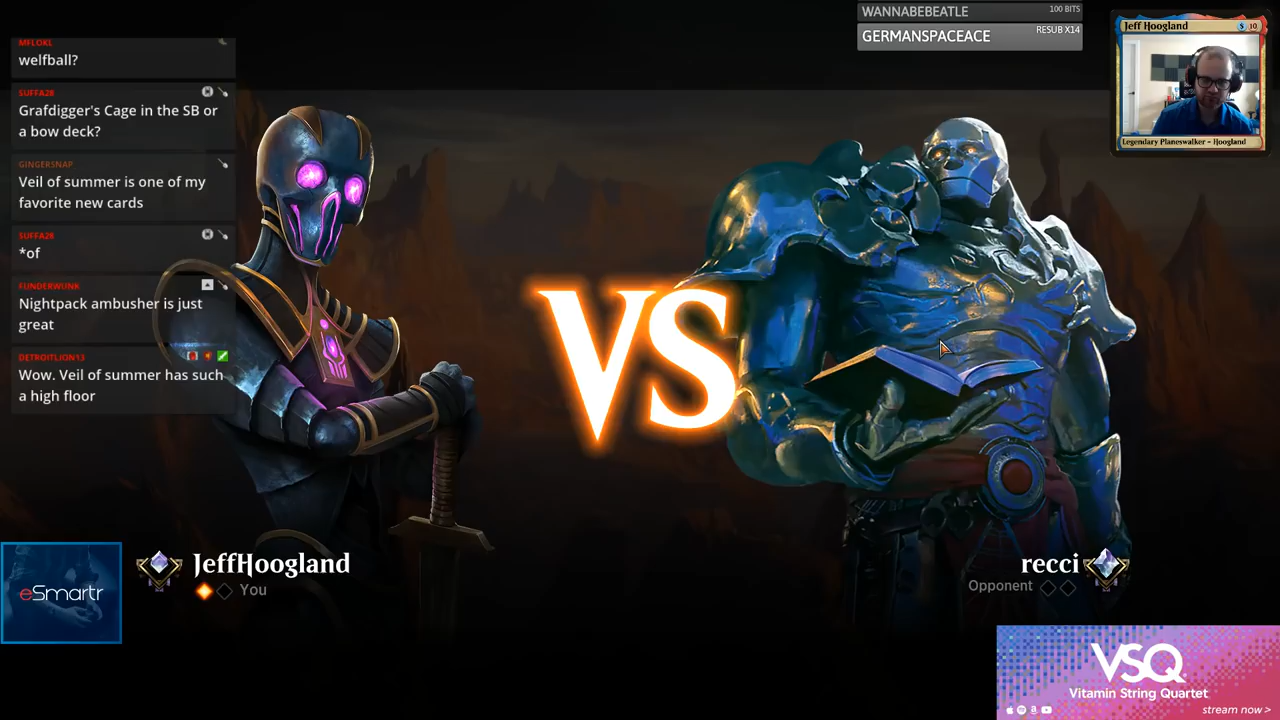 MFLOKI
welfball?
SUFFA28
Grafdigger's Cage in the SB or
a bow deck?
GINGERSNAP
Veil of summer is one of my
favorite new cards
SUFFA28
*of
FUNDERWUNK
Nightpack ambusher is just
great
DETROITLION13
Wow. Veil of summer has such
a high floor
WANNABEBEATLE 100 BITS
GERMANSPACEACE RESUB X14
Jeff Hoogland 10
Legendary Planeswalker - Hoogland
VS
JeffHoogland
You
recci
Opponent
eSmartr
VSQ
Vitamin String Quartet
stream now >